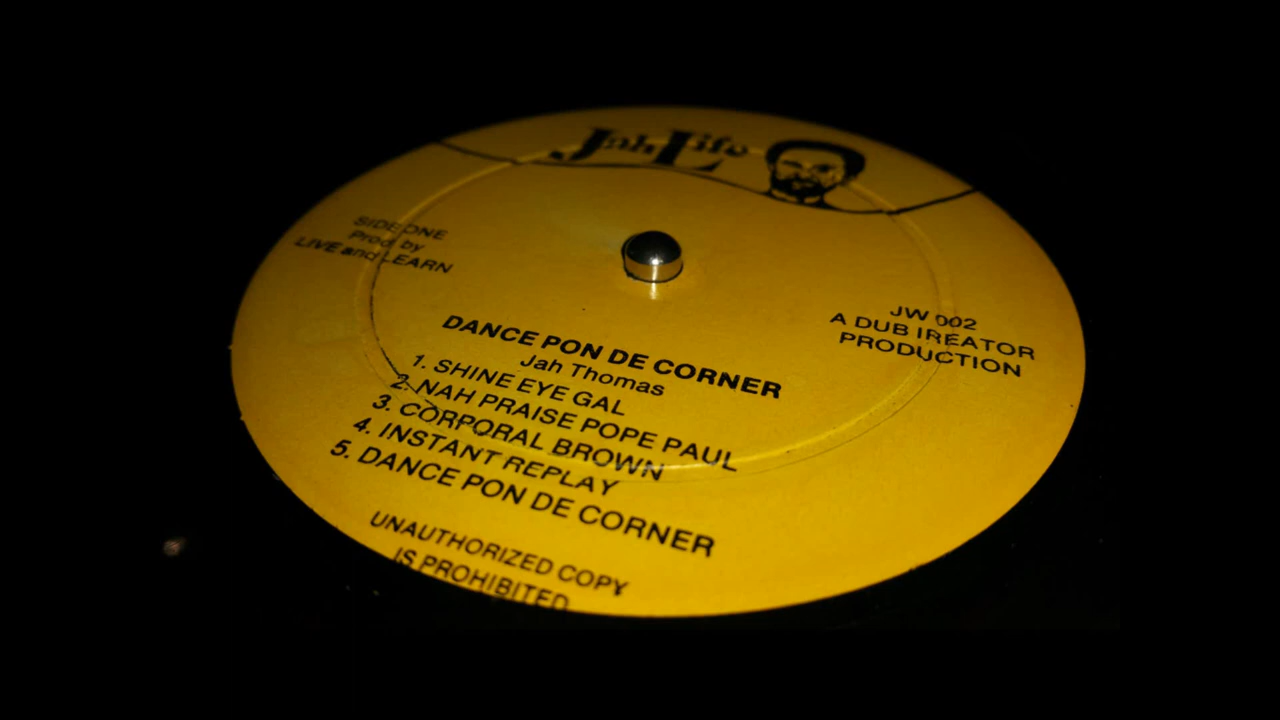 Jah Life
SIDE ONE
Prod. by
LIVE and LEARN
JW 002
A DUB IREATOR
PRODUCTION
DANCE PON DE CORNER
Jah Thomas
1. SHINE EYE GAL
2. NAH PRAISE POPE PAUL
3. CORPORAL BROWN
4. INSTANT REPLAY
5. DANCE PON DE CORNER
UNAUTHORIZED COPY
IS PROHIBITED